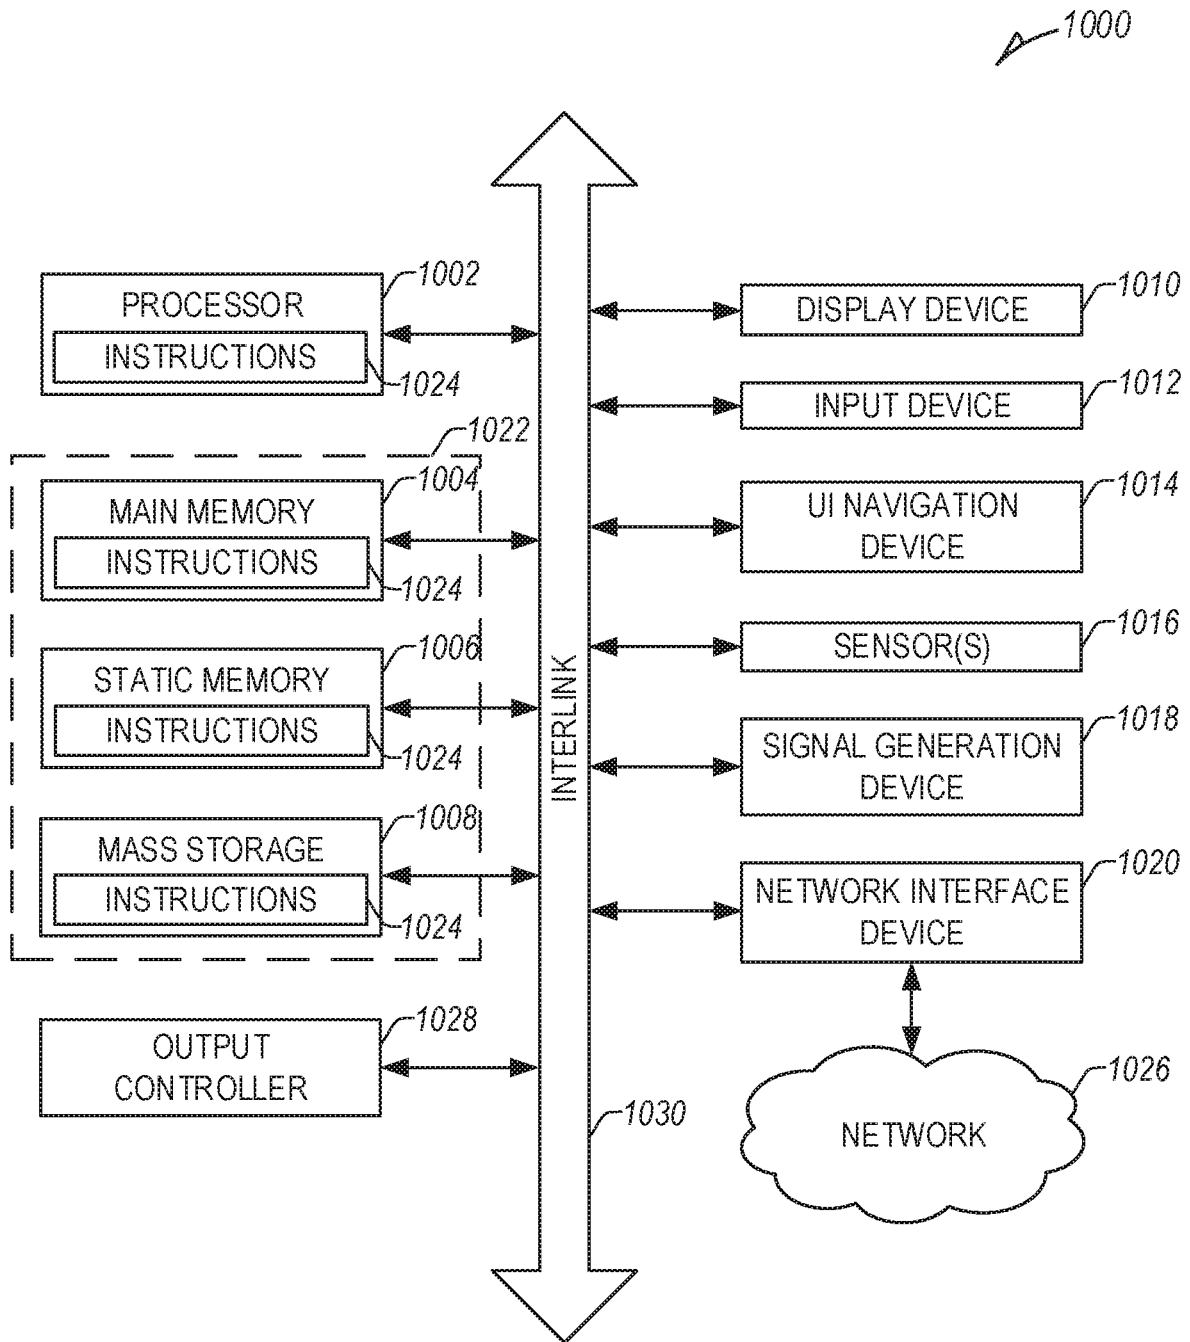 1000
1002
PROCESSOR
INSTRUCTIONS
1024
1022
1004
MAIN MEMORY
INSTRUCTIONS
1024
1006
STATIC MEMORY
INSTRUCTIONS
1024
1008
MASS STORAGE
INSTRUCTIONS
1024
1028
OUTPUT
CONTROLLER
INTERLINK
1030
1010
DISPLAY DEVICE
1012
INPUT DEVICE
1014
UI NAVIGATION
DEVICE
1016
SENSOR(S)
1018
SIGNAL GENERATION
DEVICE
1020
NETWORK INTERFACE
DEVICE
1026
NETWORK